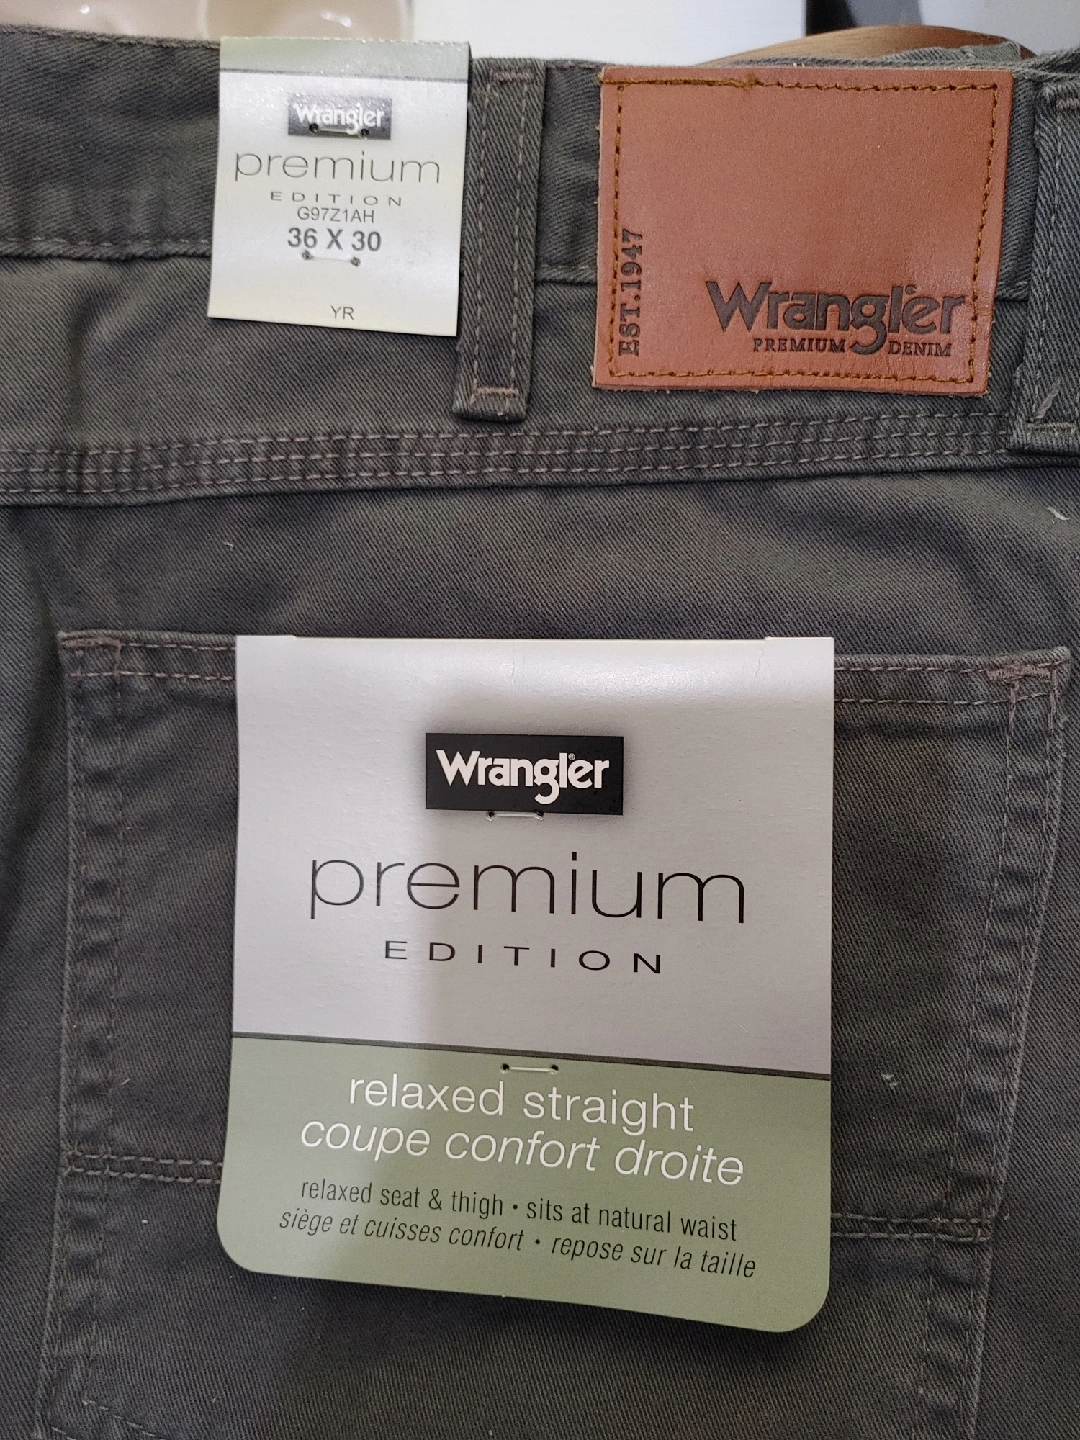 Wrangler
premium
EDITION
G97Z1AH
36 X 30
YR
EST.1947
Wrangler
PREMIUM DENIM
Wrangler
premium
EDITION
relaxed straight
coupe confort droite
relaxed seat & thigh • sits at natural waist
siège et cuisses confort • repose sur la taille